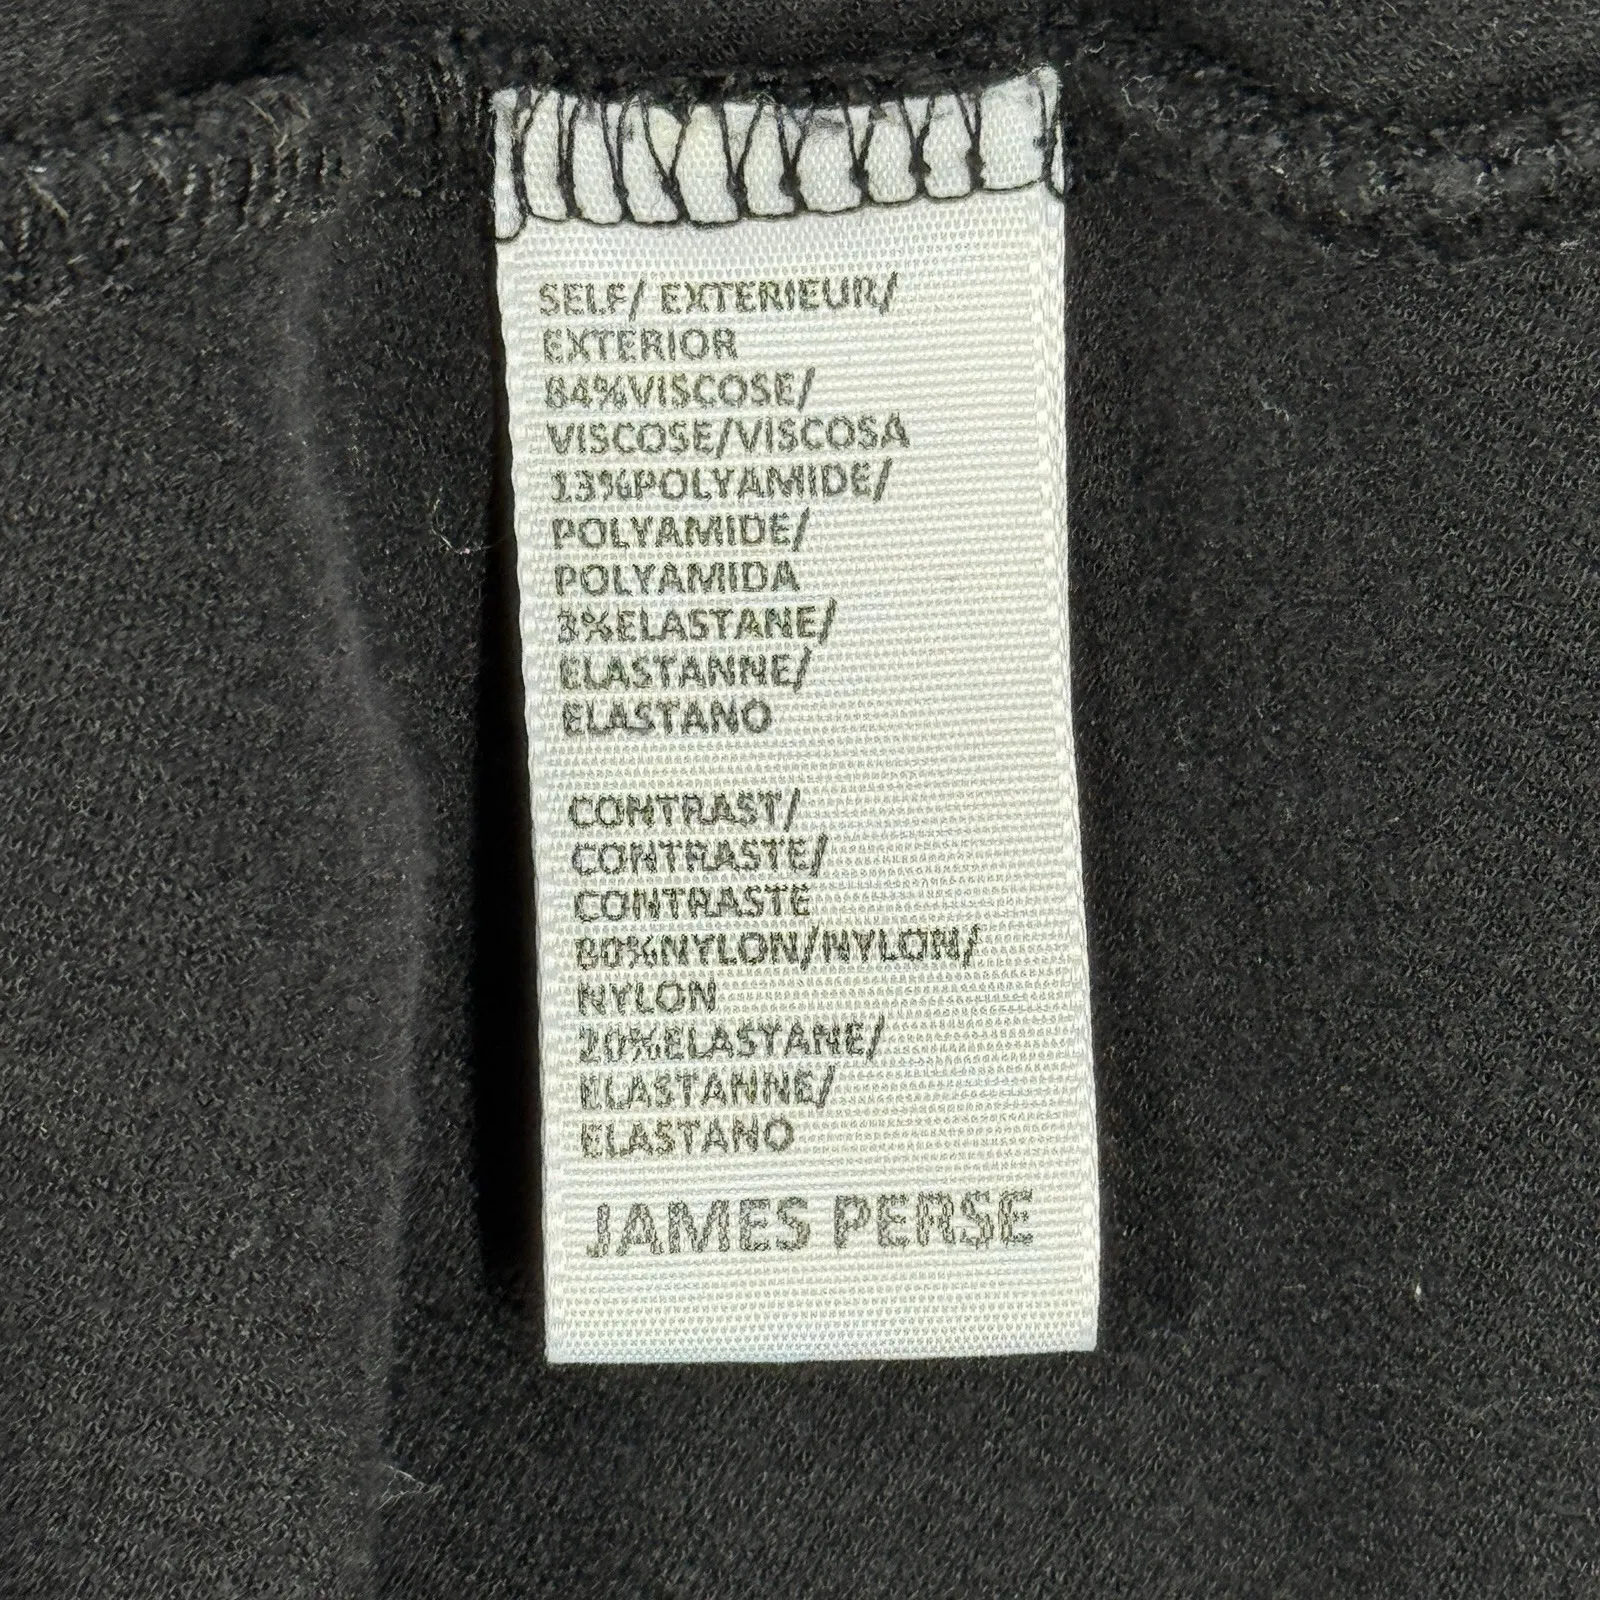 SELF/ EXTERIEUR/
EXTERIOR
84%VISCOSE/
VISCOSE/VISCOSA
13%POLYAMIDE/
POLYAMIDE/
POLYAMIDA
3%ELASTANE/
ELASTANNE/
ELASTANO
CONTRAST/
CONTRASTE/
CONTRASTE
80%NYLON/NYLON/
NYLON
20%ELASTANE/
ELASTANNE/
ELASTANO
JAMES PERSE